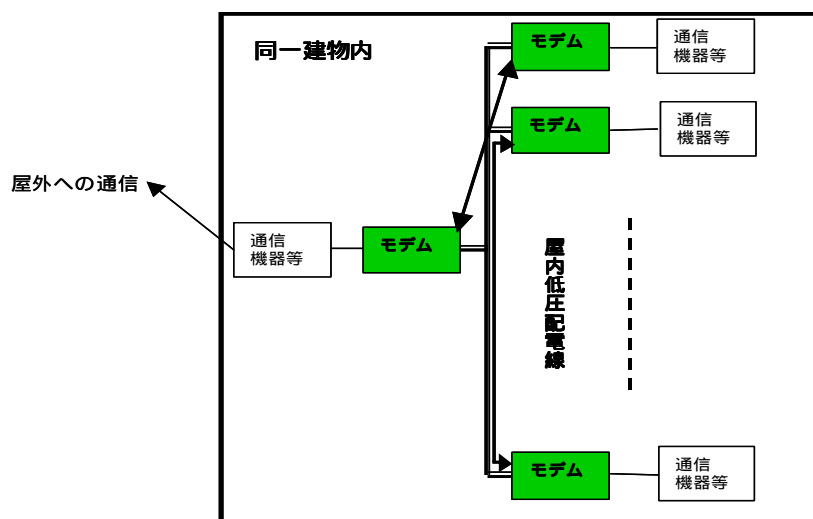 同一建物内
モデム
通信
機器等
モデム
通信
機器等
屋外への通信
通信
機器等
モデム
屋内低圧配電線
モデム
通信
機器等